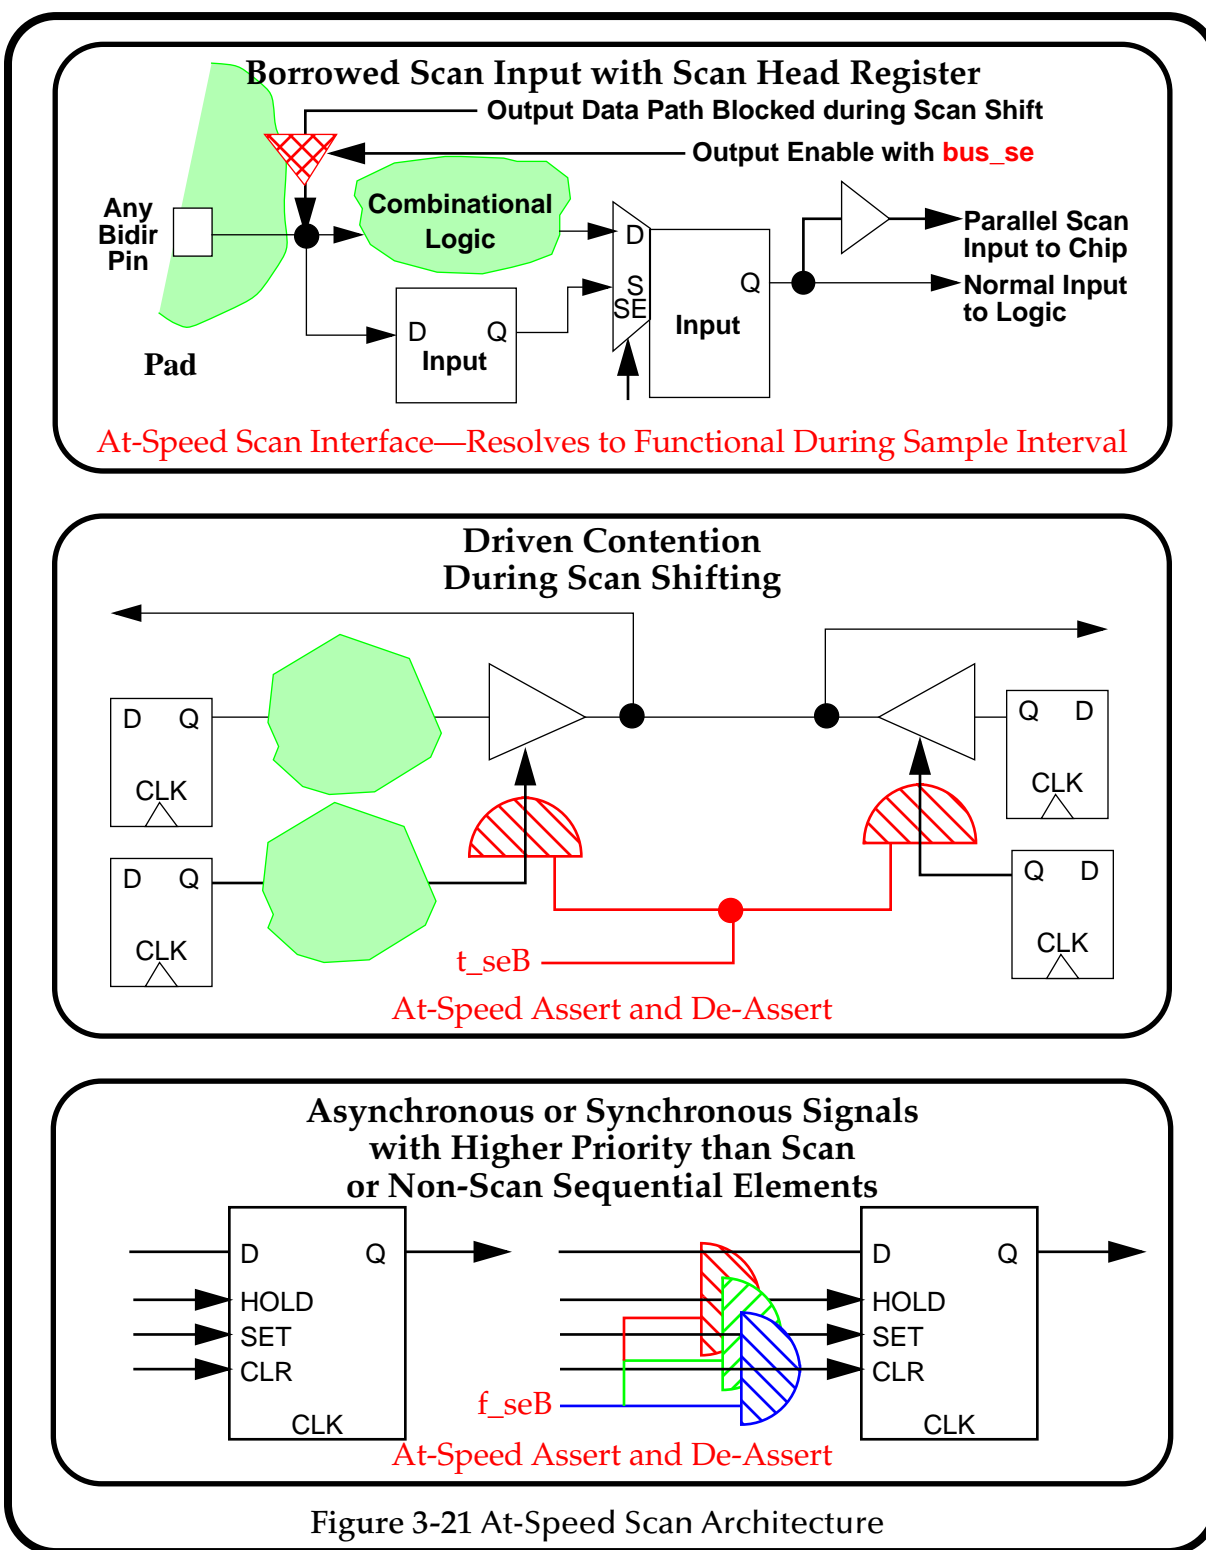 Borrowed Scan Input with Scan Head Register
Output Data Path Blocked during Scan Shift
Output Enable with bus_se
Any
Bidir
Pin
Combinational
Logic
D
S
SE
Q
Input
Parallel Scan
Input to Chip
Normal Input
to Logic
D Q
Input
Pad
At-Speed Scan Interface—Resolves to Functional During Sample Interval
Driven Contention
During Scan Shifting
D Q
CLK
Q D
CLK
D Q
CLK
Q D
CLK
t_seB
At-Speed Assert and De-Assert
Asynchronous or Synchronous Signals
with Higher Priority than Scan
or Non-Scan Sequential Elements
D Q
HOLD
SET
CLR
CLK
D Q
HOLD
SET
CLR
CLK
f_seB
At-Speed Assert and De-Assert
Figure 3-21 At-Speed Scan Architecture